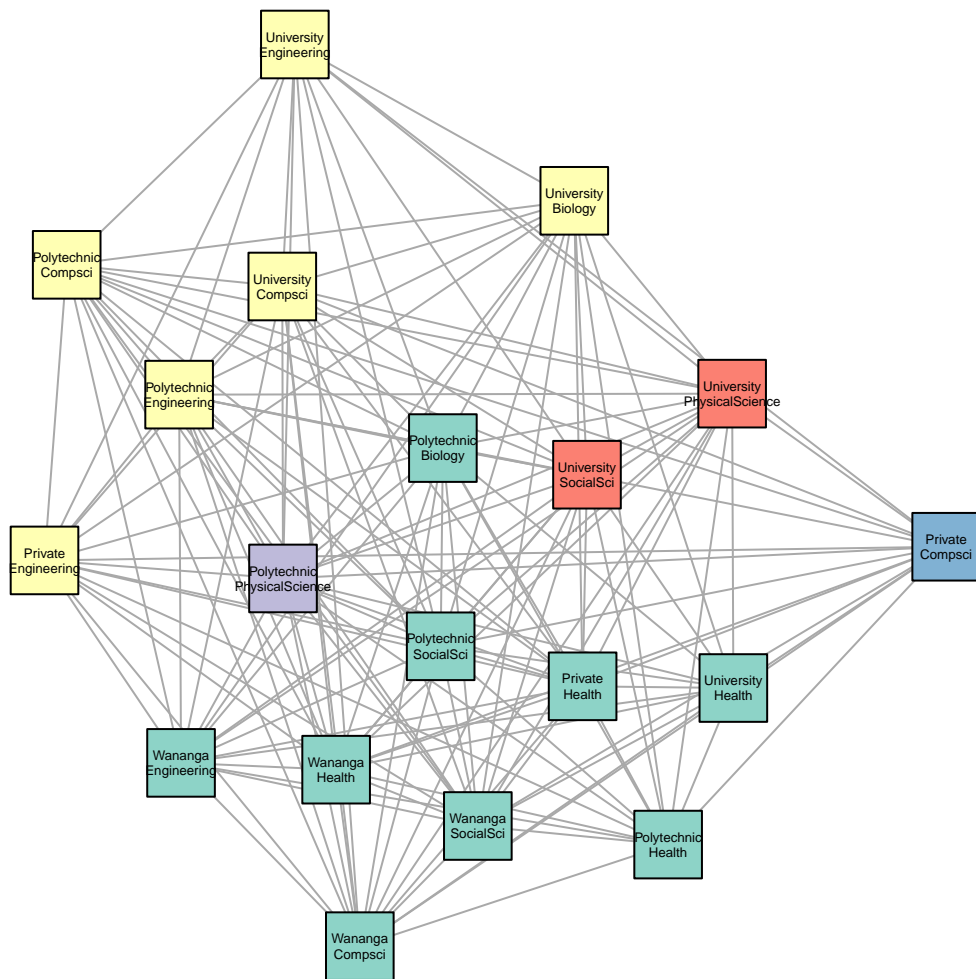 University
Engineering
University
Biology
Polytechnic
Compsci
University
Compsci
Polytechnic
Engineering
University
PhysicalScience
Polytechnic
Biology
University
SocialSci
Private
Engineering
Polytechnic
PhysicalScience
Private
Compsci
Polytechnic
SocialSci
Private
Health
University
Health
Wananga
Engineering
Wananga
Health
Wananga
SocialSci
Polytechnic
Health
Wananga
Compsci